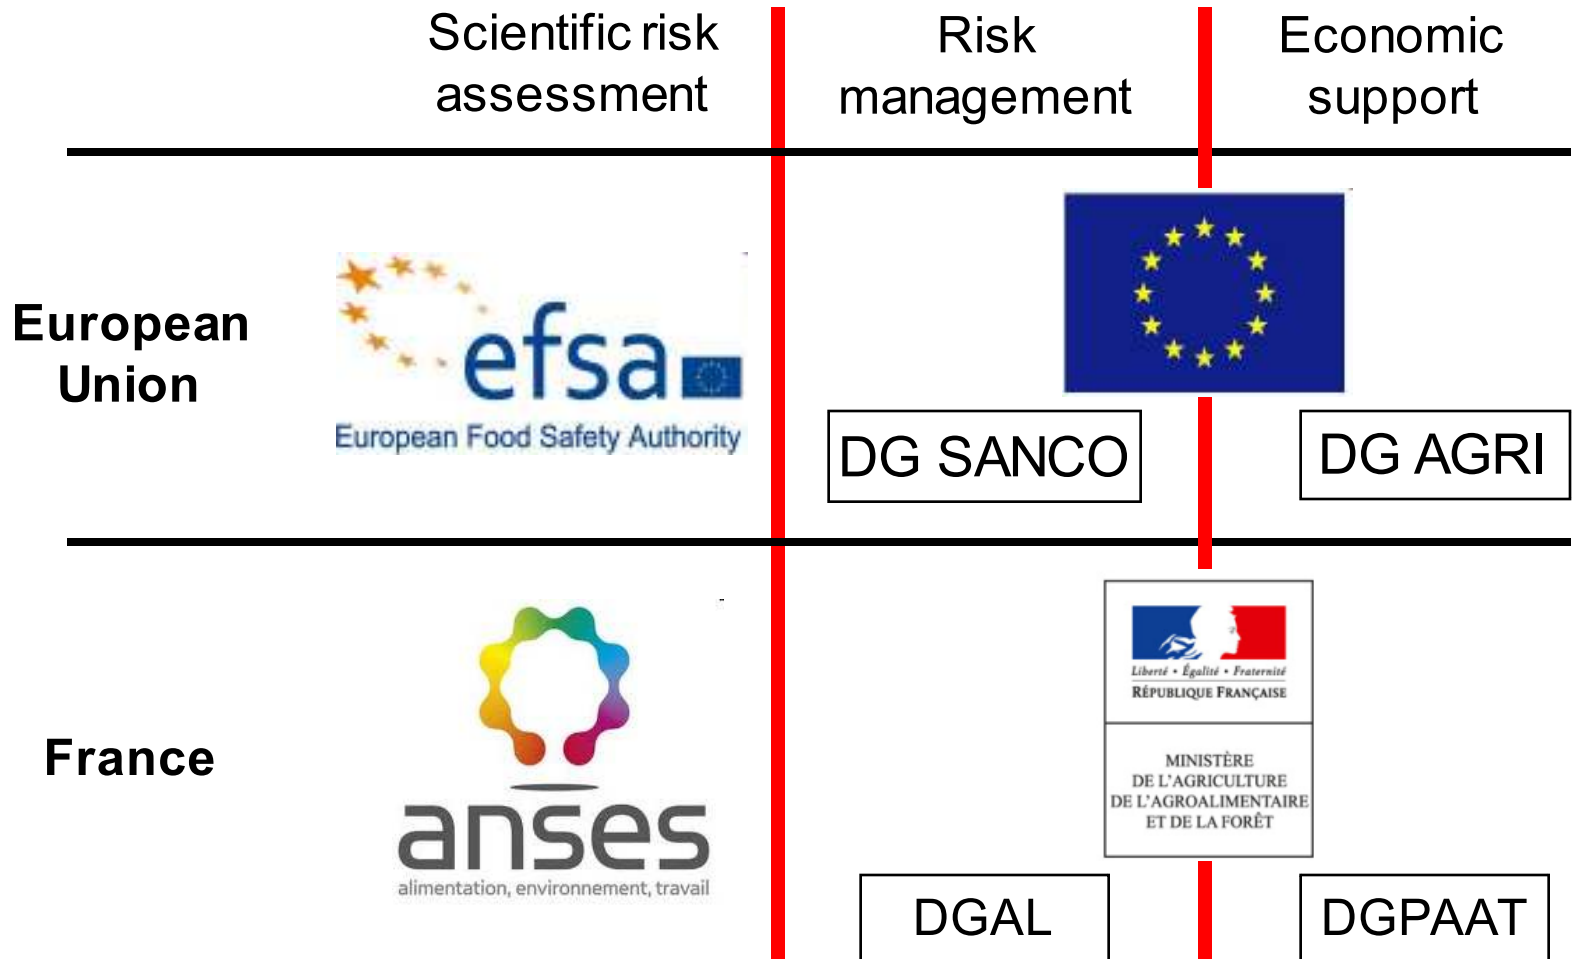 Scientific risk
assessment
Risk
management
Economic
support
European
Union
efsa
European Food Safety Authority
DG SANCO
DG AGRI
France
anses
alimentation, environnement, travail
Liberté • Égalité • Fraternité
RÉPUBLIQUE FRANÇAISE
MINISTÈRE
DE L'AGRICULTURE
DE L'AGROALIMENTAIRE
ET DE LA FORÊT
DGAL
DGPAAT